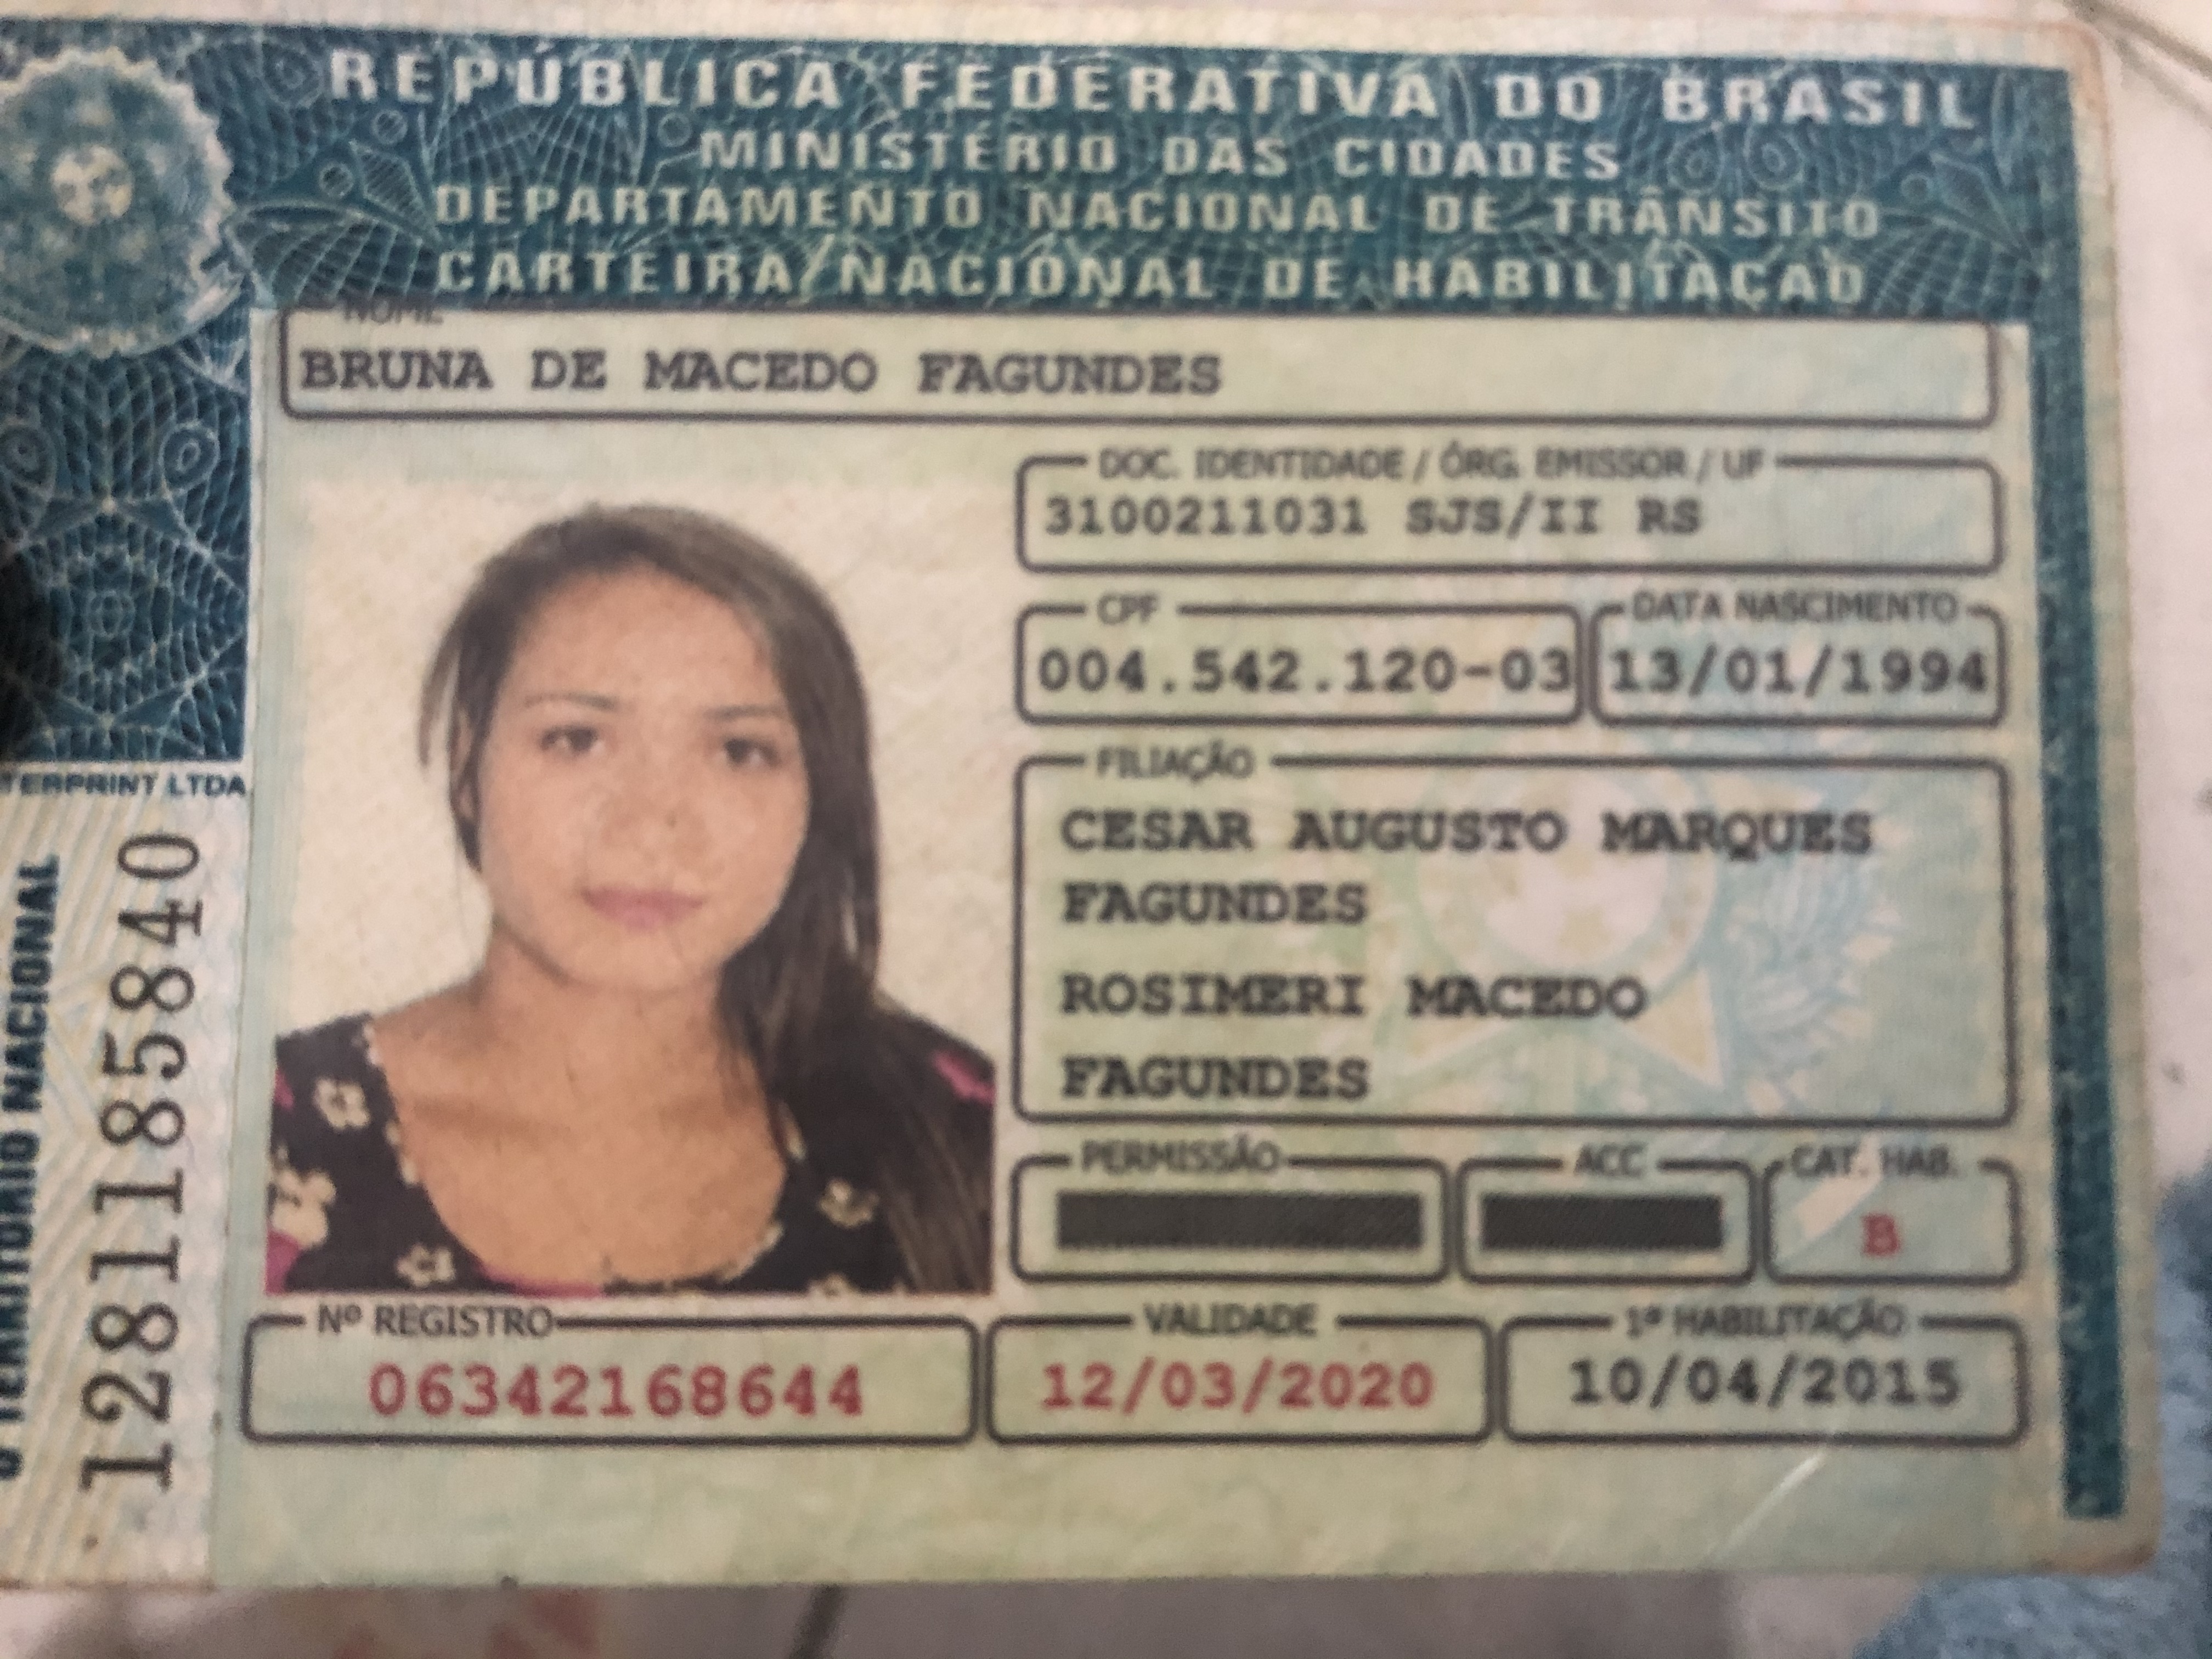 REPÚBLICA FEDERATIVA DO BRASIL
MINISTÉRIO DAS CIDADES
DEPARTAMENTO NACIONAL DE TRÂNSITO
CARTEIRA NACIONAL DE HABILITAÇÃO
NOME
BRUNA DE MACEDO FAGUNDES
DOC. IDENTIDADE / ÓRG. EMISSOR / UF
3100211031 SJS/II RS
CPF
004.542.120-03
DATA NASCIMENTO
13/01/1994
FILIAÇÃO
CESAR AUGUSTO MARQUES
FAGUNDES
ROSIMERI MACEDO
FAGUNDES
PERMISSÃO
ACC
CAT. HAB.
B
Nº REGISTRO
06342168644
VALIDADE
12/03/2020
1ª HABILITAÇÃO
10/04/2015
O TERRITÓRIO NACIONAL
1281185840
LTDA